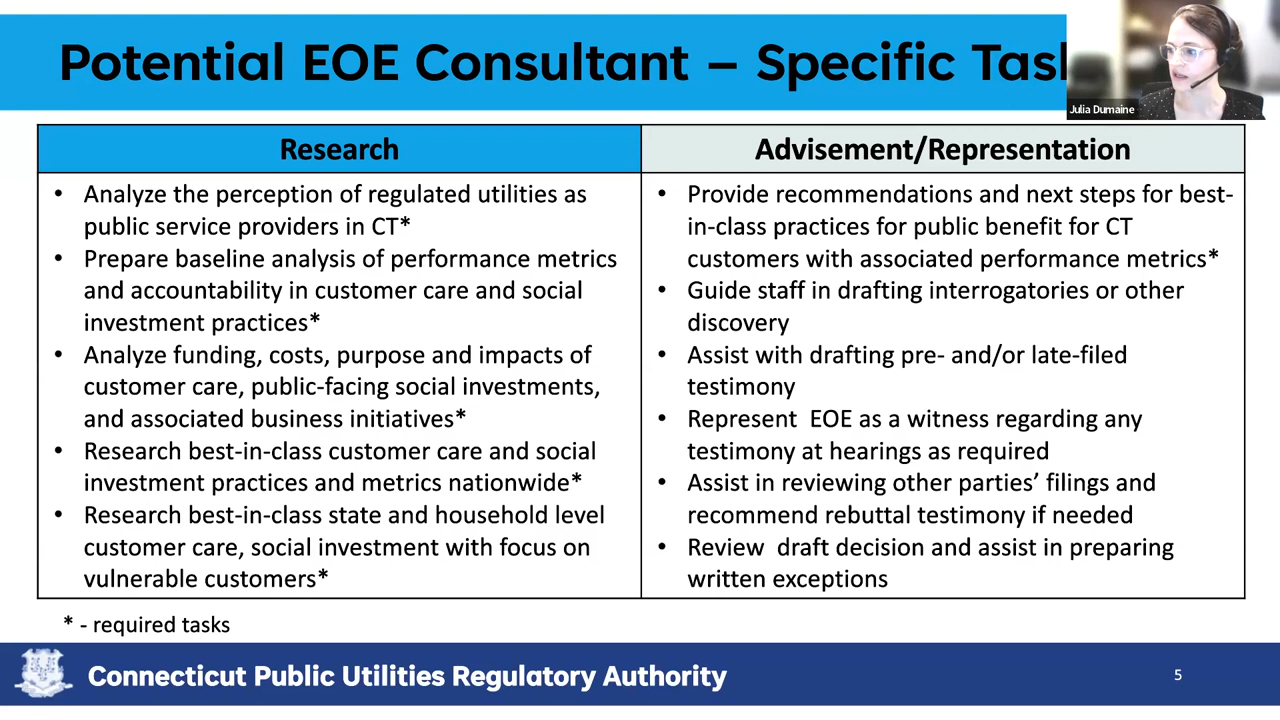 Potential EOE Consultant – Specific Task
Julia Dumaine
Research
Advisement/Representation
• Analyze the perception of regulated utilities as
public service providers in CT*
• Prepare baseline analysis of performance metrics
and accountability in customer care and social
investment practices*
• Analyze funding, costs, purpose and impacts of
customer care, public-facing social investments,
and associated business initiatives*
• Research best-in-class customer care and social
investment practices and metrics nationwide*
• Research best-in-class state and household level
customer care, social investment with focus on
vulnerable customers*
• Provide recommendations and next steps for best-
in-class practices for public benefit for CT
customers with associated performance metrics*
• Guide staff in drafting interrogatories or other
discovery
• Assist with drafting pre- and/or late-filed
testimony
• Represent EOE as a witness regarding any
testimony at hearings as required
• Assist in reviewing other parties’ filings and
recommend rebuttal testimony if needed
• Review draft decision and assist in preparing
written exceptions
* - required tasks
Connecticut Public Utilities Regulatory Authority
5